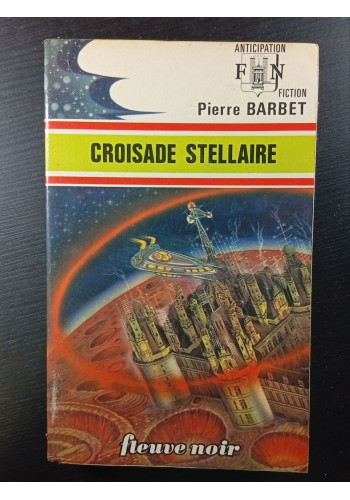 ANTICIPATION
F N
FICTION
Pierre BARBET
CROISADE STELLAIRE
fleuve noir